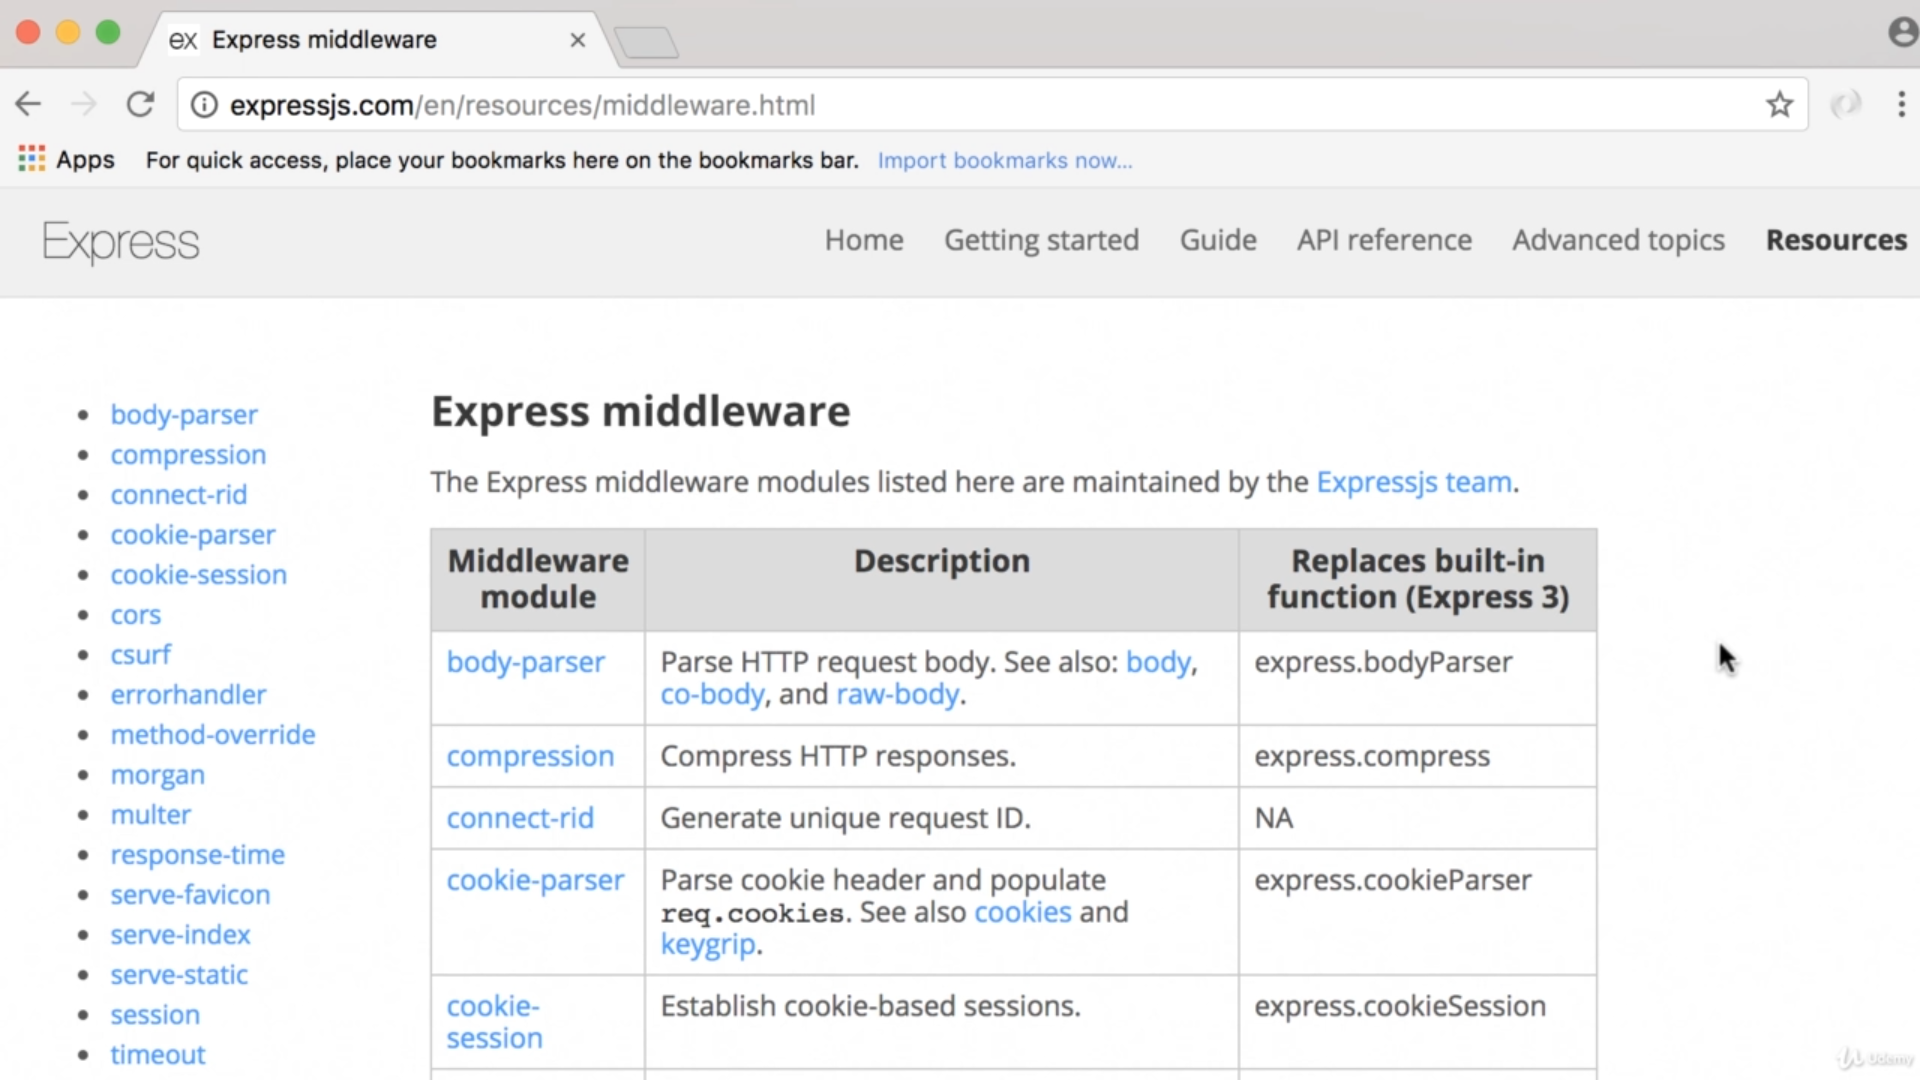 ex Express middleware
expressjs.com/en/resources/middleware.html
Apps For quick access, place your bookmarks here on the bookmarks bar. Import bookmarks now...
Express Home Getting started Guide API reference Advanced topics Resources
body-parser
compression
connect-rid
cookie-parser
cookie-session
cors
csurf
errorhandler
method-override
morgan
multer
response-time
serve-favicon
serve-index
serve-static
session
timeout
Express middleware
The Express middleware modules listed here are maintained by the Expressjs team.
Middleware
module
Description
Replaces built-in
function (Express 3)
body-parser
Parse HTTP request body. See also: body,
co-body, and raw-body.
express.bodyParser
compression
Compress HTTP responses.
express.compress
connect-rid
Generate unique request ID.
NA
cookie-parser
Parse cookie header and populate
req.cookies. See also cookies and
keygrip.
express.cookieParser
cookie-
session
Establish cookie-based sessions.
express.cookieSession
Udemy